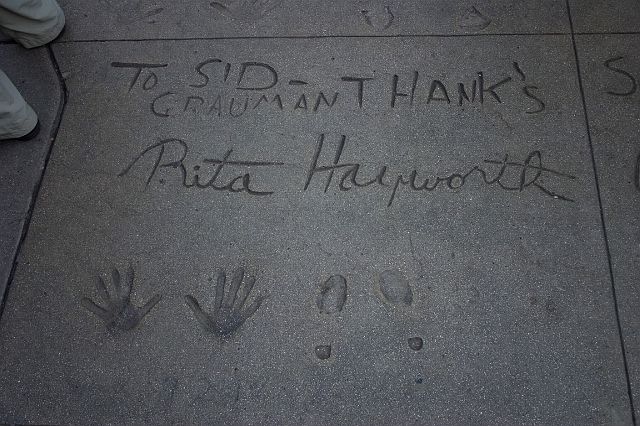 TO SID - THANK'S
GRAUMAN
Rita Hayworth